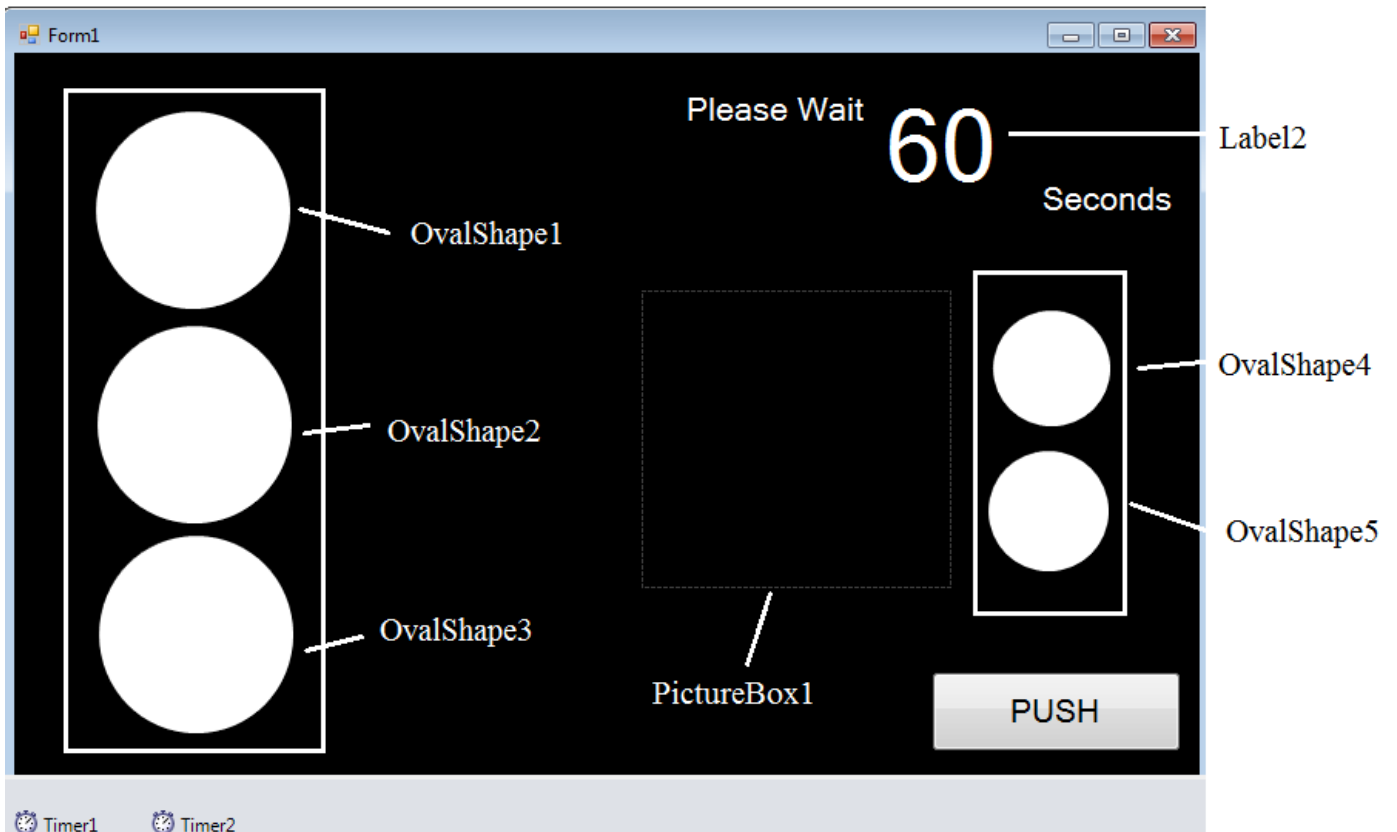 Form1
Please Wait
60
Seconds
Label2
OvalShape1
OvalShape2
OvalShape3
OvalShape4
OvalShape5
PictureBox1
PUSH
Timer1
Timer2